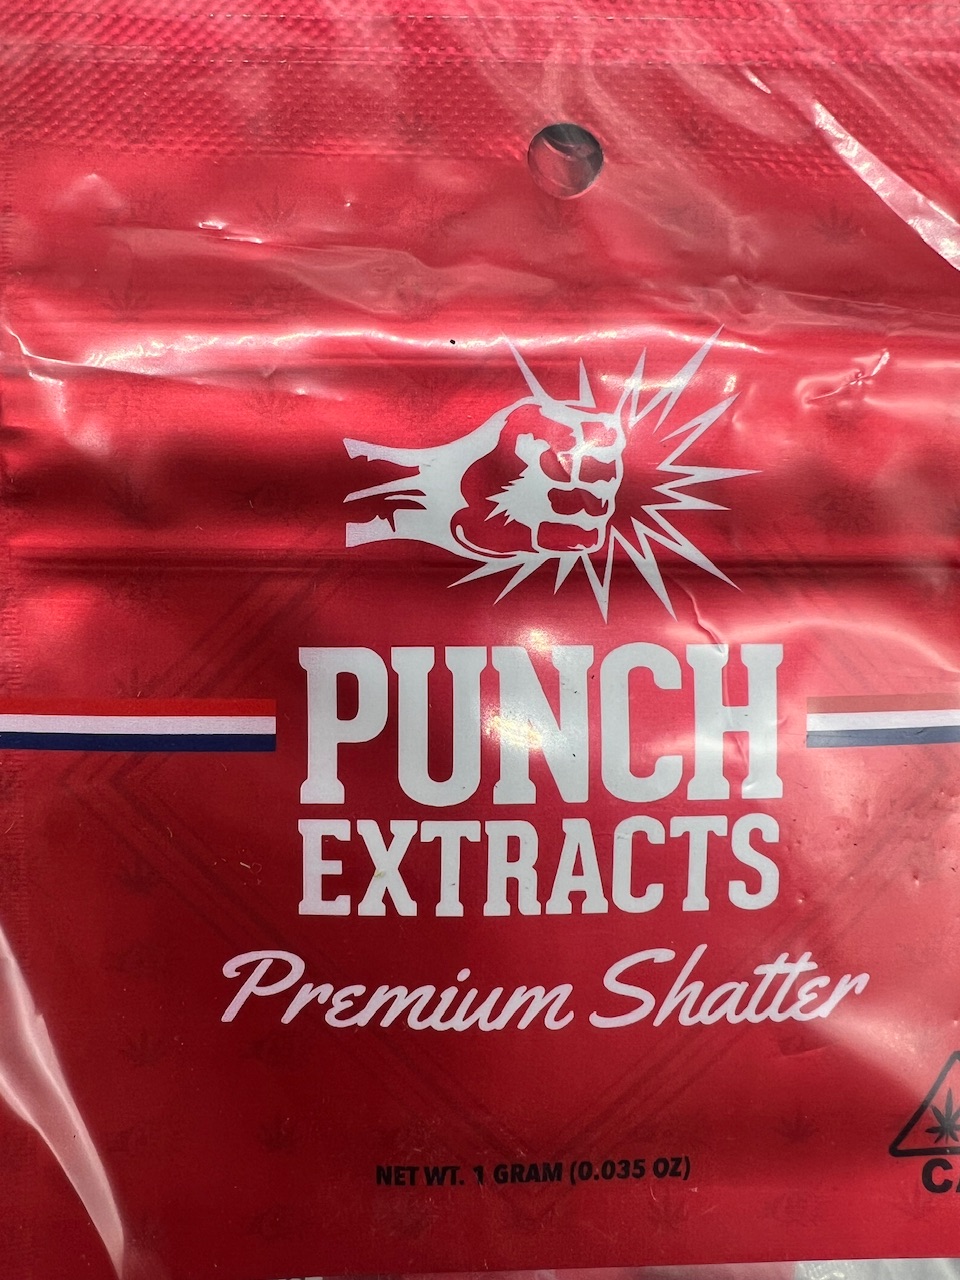 PUNCH
EXTRACTS
Premium Shatter
NET WT. 1 GRAM (0.035 OZ)